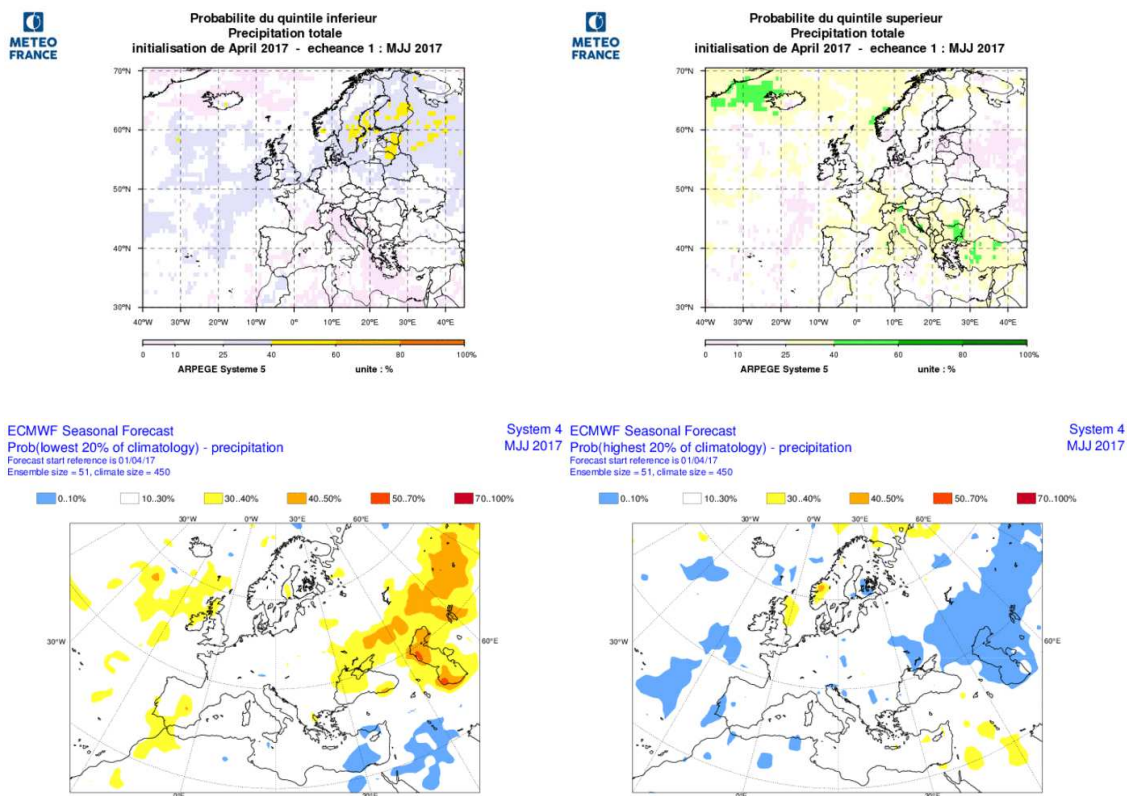 METEO
FRANCE
Probabilite du quintile inferieur
Precipitation totale
initialisation de April 2017 - echeance 1 : MJJ 2017
70°N
60°N
50°N
40°N
30°N
40°W 30°W 20°W 10°W 0° 10°E 20°E 30°E 40°E
0 10 25 40 60 80 100%
ARPEGE Systeme 5 unite : %
METEO
FRANCE
Probabilite du quintile superieur
Precipitation totale
initialisation de April 2017 - echeance 1 : MJJ 2017
70°N
60°N
50°N
40°N
30°N
40°W 30°W 20°W 10°W 0° 10°E 20°E 30°E 40°E
0 10 25 40 60 80 100%
ARPEGE Systeme 5 unite : %
ECMWF Seasonal Forecast System 4
Prob(lowest 20% of climatology) - precipitation MJJ 2017
Forecast start reference is 01/04/17
Ensemble size = 51, climate size = 450
0..10% 10..30% 30..40% 40..50% 50..70% 70..100%
30°W 0°W 30°E 60°E
30°W
60°E
ECMWF Seasonal Forecast System 4
Prob(highest 20% of climatology) - precipitation MJJ 2017
Forecast start reference is 01/04/17
Ensemble size = 51, climate size = 450
0..10% 10..30% 30..40% 40..50% 50..70% 70..100%
30°W 0°W 30°E 60°E
30°W
60°E